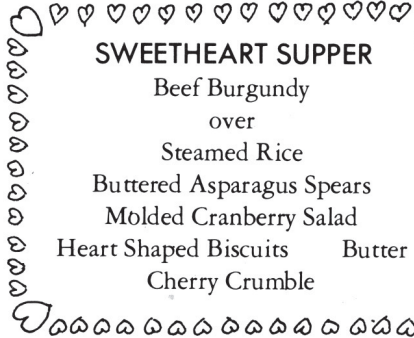 SWEETHEART SUPPER
Beef Burgundy
over
Steamed Rice
Buttered Asparagus Spears
Molded Cranberry Salad
Heart Shaped Biscuits Butter
Cherry Crumble